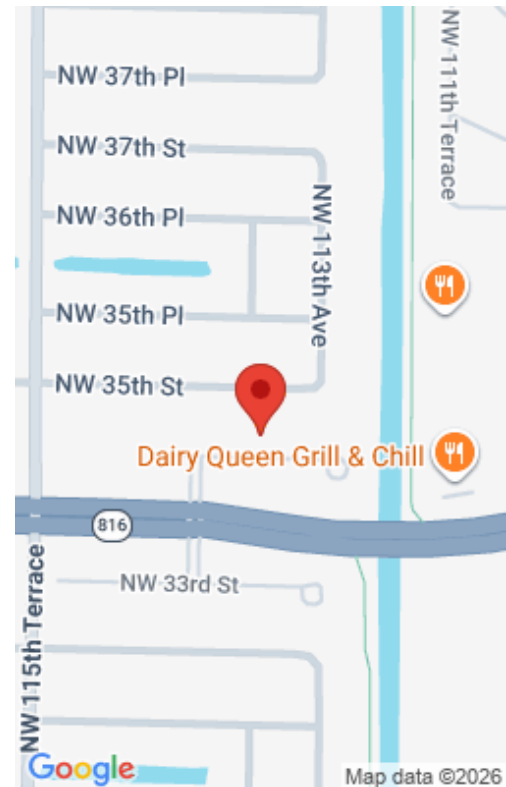 NW 37th Pl
NW 111th Terrace
NW 37th St
NW 36th Pl
NW 113th Ave
NW 35th Pl
NW 35th St
Dairy Queen Grill & Chill
816
NW 33rd St
NW 115th Terrace
Google
Map data ©2026